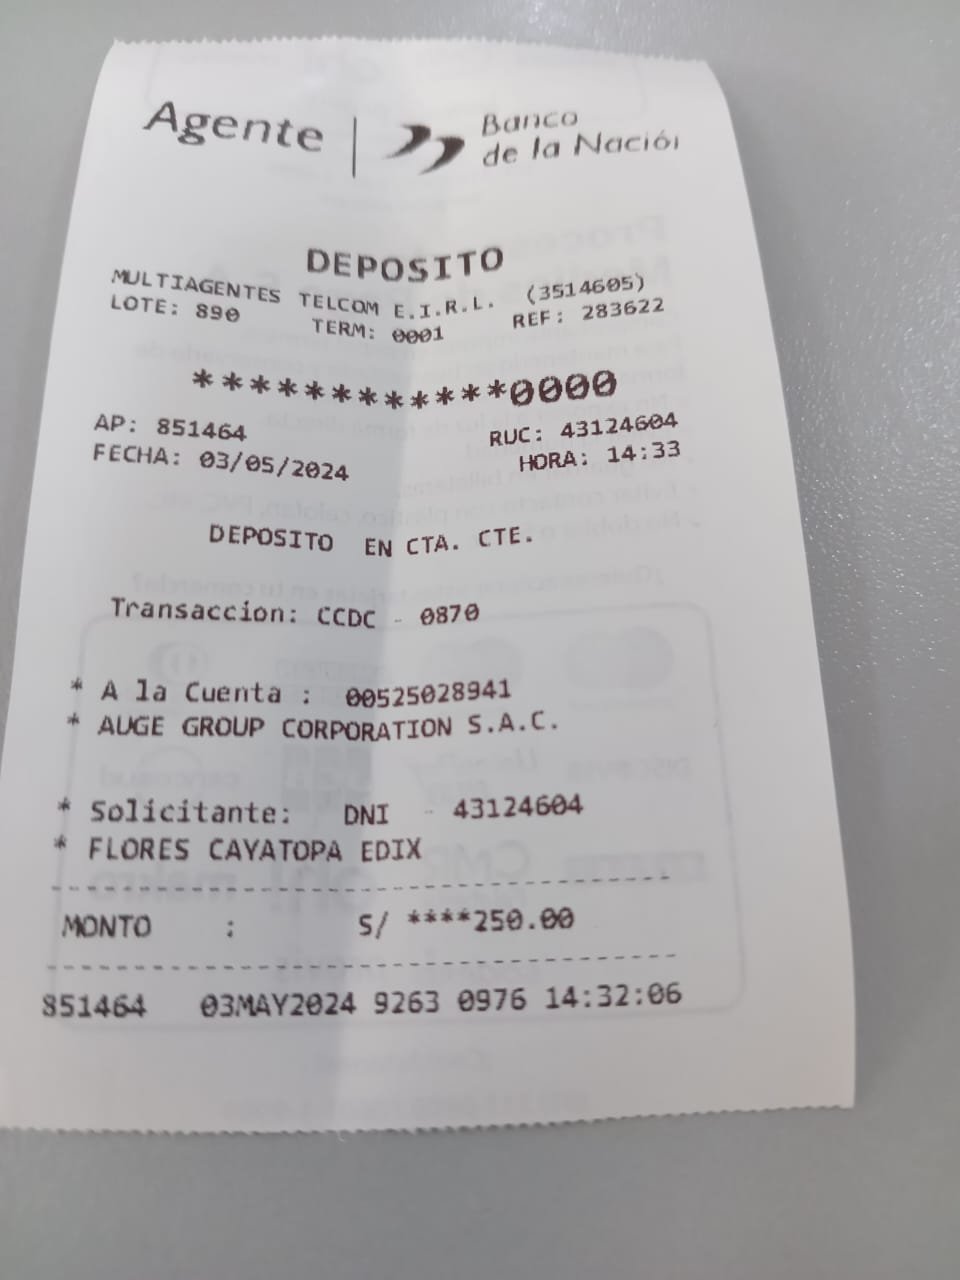 Agente | Banco
de la Nación
DEPOSITO
MULTIAGENTES TELCOM E.I.R.L. (3514605)
LOTE: 890 TERM: 0001 REF: 283622
************0000
AP: 851464 RUC: 43124604
FECHA: 03/05/2024 HORA: 14:33
DEPOSITO EN CTA. CTE.
Transaccion: CCDC - 0870
* A la Cuenta : 00525028941
* AUGE GROUP CORPORATION S.A.C.
* Solicitante: DNI - 43124604
* FLORES CAYATOPA EDIX
MONTO : S/ ****250.00
851464 03MAY2024 9263 0976 14:32:06